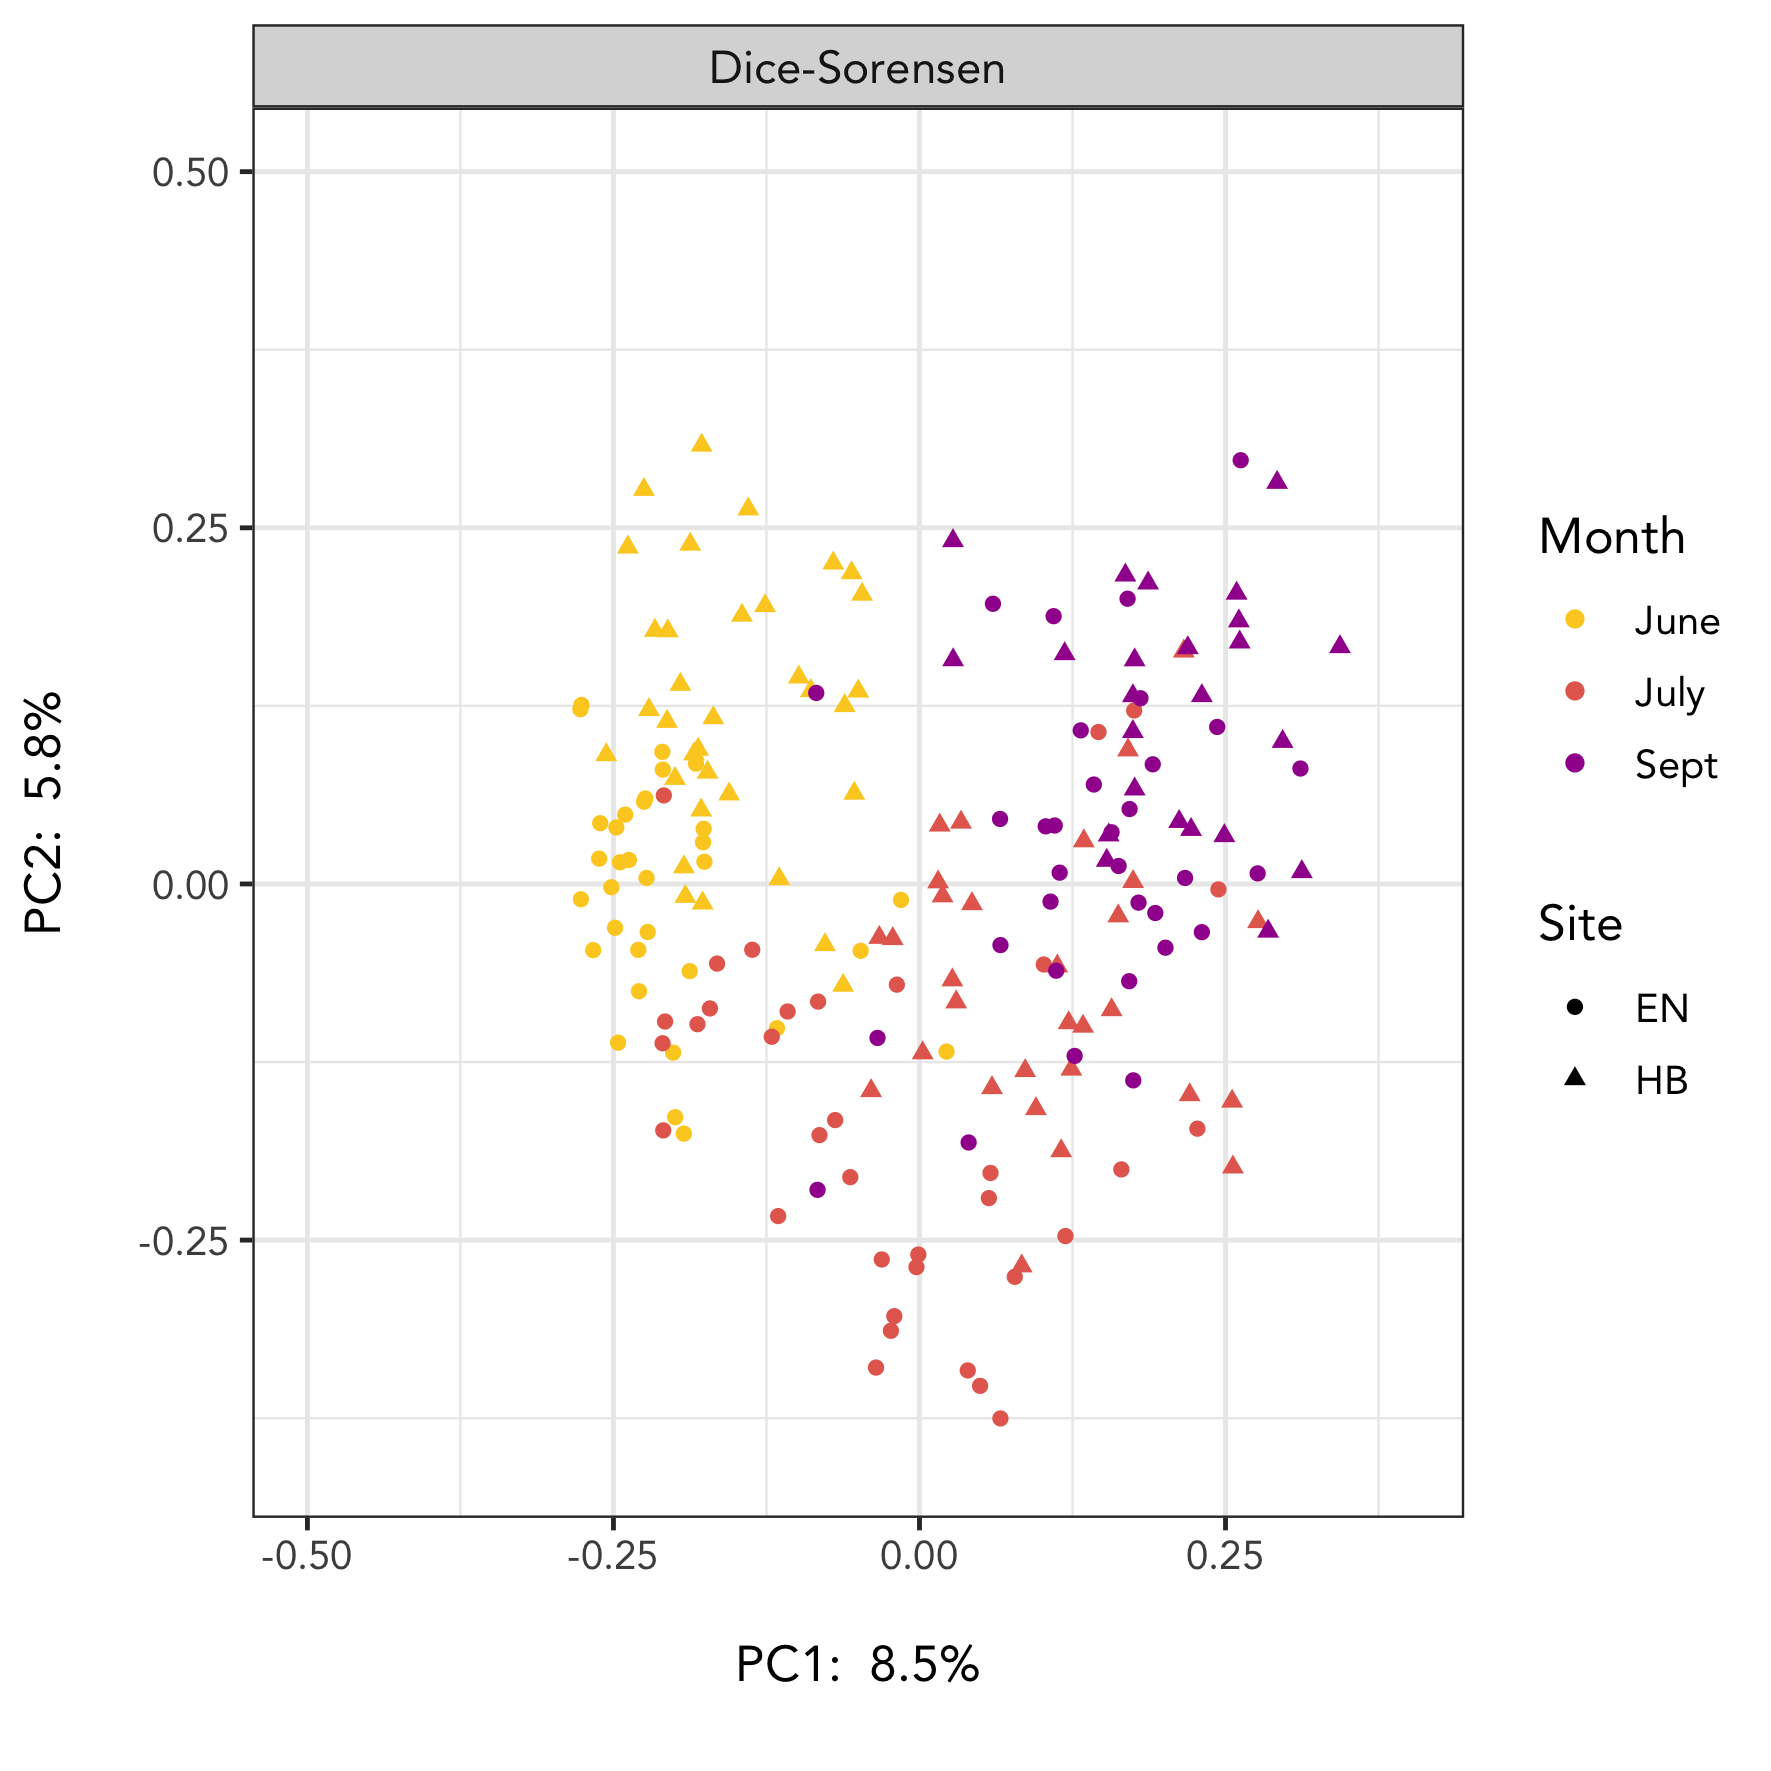 Dice-Sorensen
0.50
0.25
0.00
-0.25
PC2: 5.8%
-0.50 -0.25 0.00 0.25
PC1: 8.5%
Month
June
July
Sept
Site
EN
HB